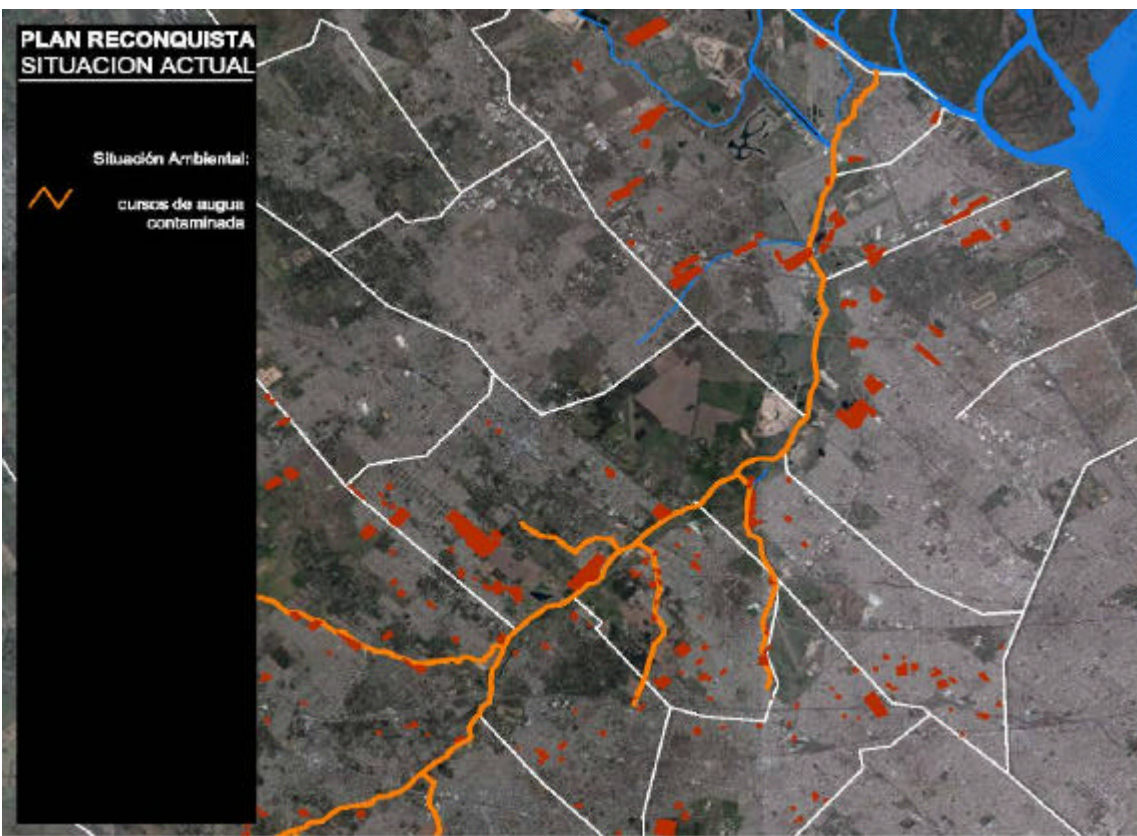 PLAN RECONQUISTA
SITUACION ACTUAL
Situación Ambiental:
cursos de augua
contaminada